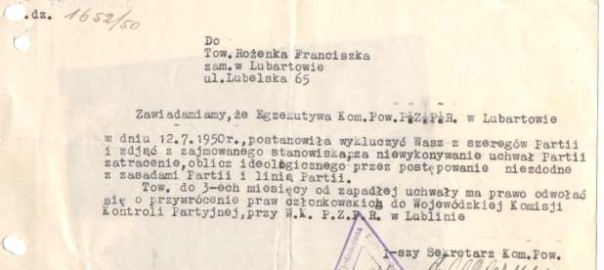 .dz. 1652/50
Do
Tow.Rożenka Franciszka
zam.w Lubartowie
ul.Lubelska 65
Zawiadamiamy,że Egzekutywa Kom.Pow.P.Z.P.R. w Lubartowie
w dniu 12.7.1950r.,postanowiła wykluczyć Wasz z szeregów Partii
i zdjąć z zajmowanego stanowiska,za niewykonywanie uchwał Partii
zatracenie,oblicz ideologicznego przez postępowanie niezdodne
z zasadami Partii i linią Partii.
Tow. do 3-ech miesięcy od zapadłej uchwały ma prawo odwołać
się o przywrócenie praw członkowskich do Wojewódzkiej Komisji
Kontroli Partyjnej,przy W.K. P.Z.P.R. w Lublinie
I-szy Sekretarz Kom.Pow.